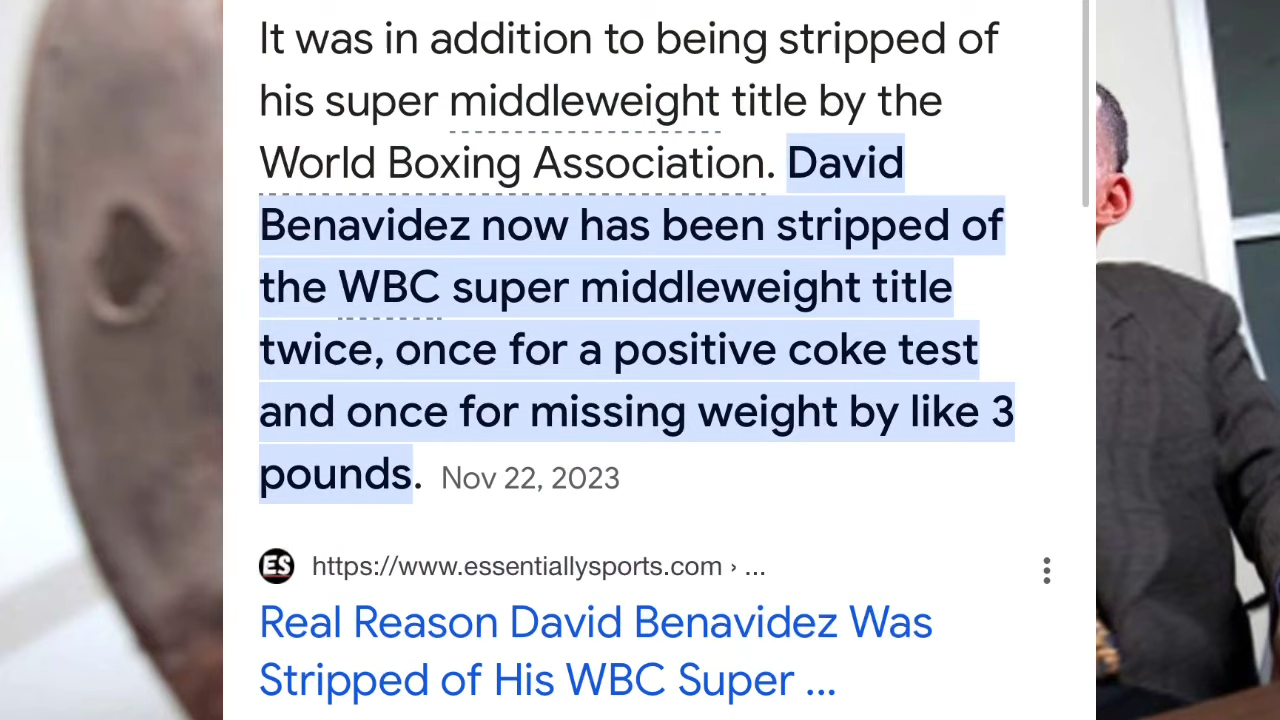 It was in addition to being stripped of
his super middleweight title by the
World Boxing Association. David
Benavidez now has been stripped of
the WBC super middleweight title
twice, once for a positive coke test
and once for missing weight by like 3
pounds. Nov 22, 2023
ES https://www.essentiallysports.com › ...
Real Reason David Benavidez Was
Stripped of His WBC Super ...